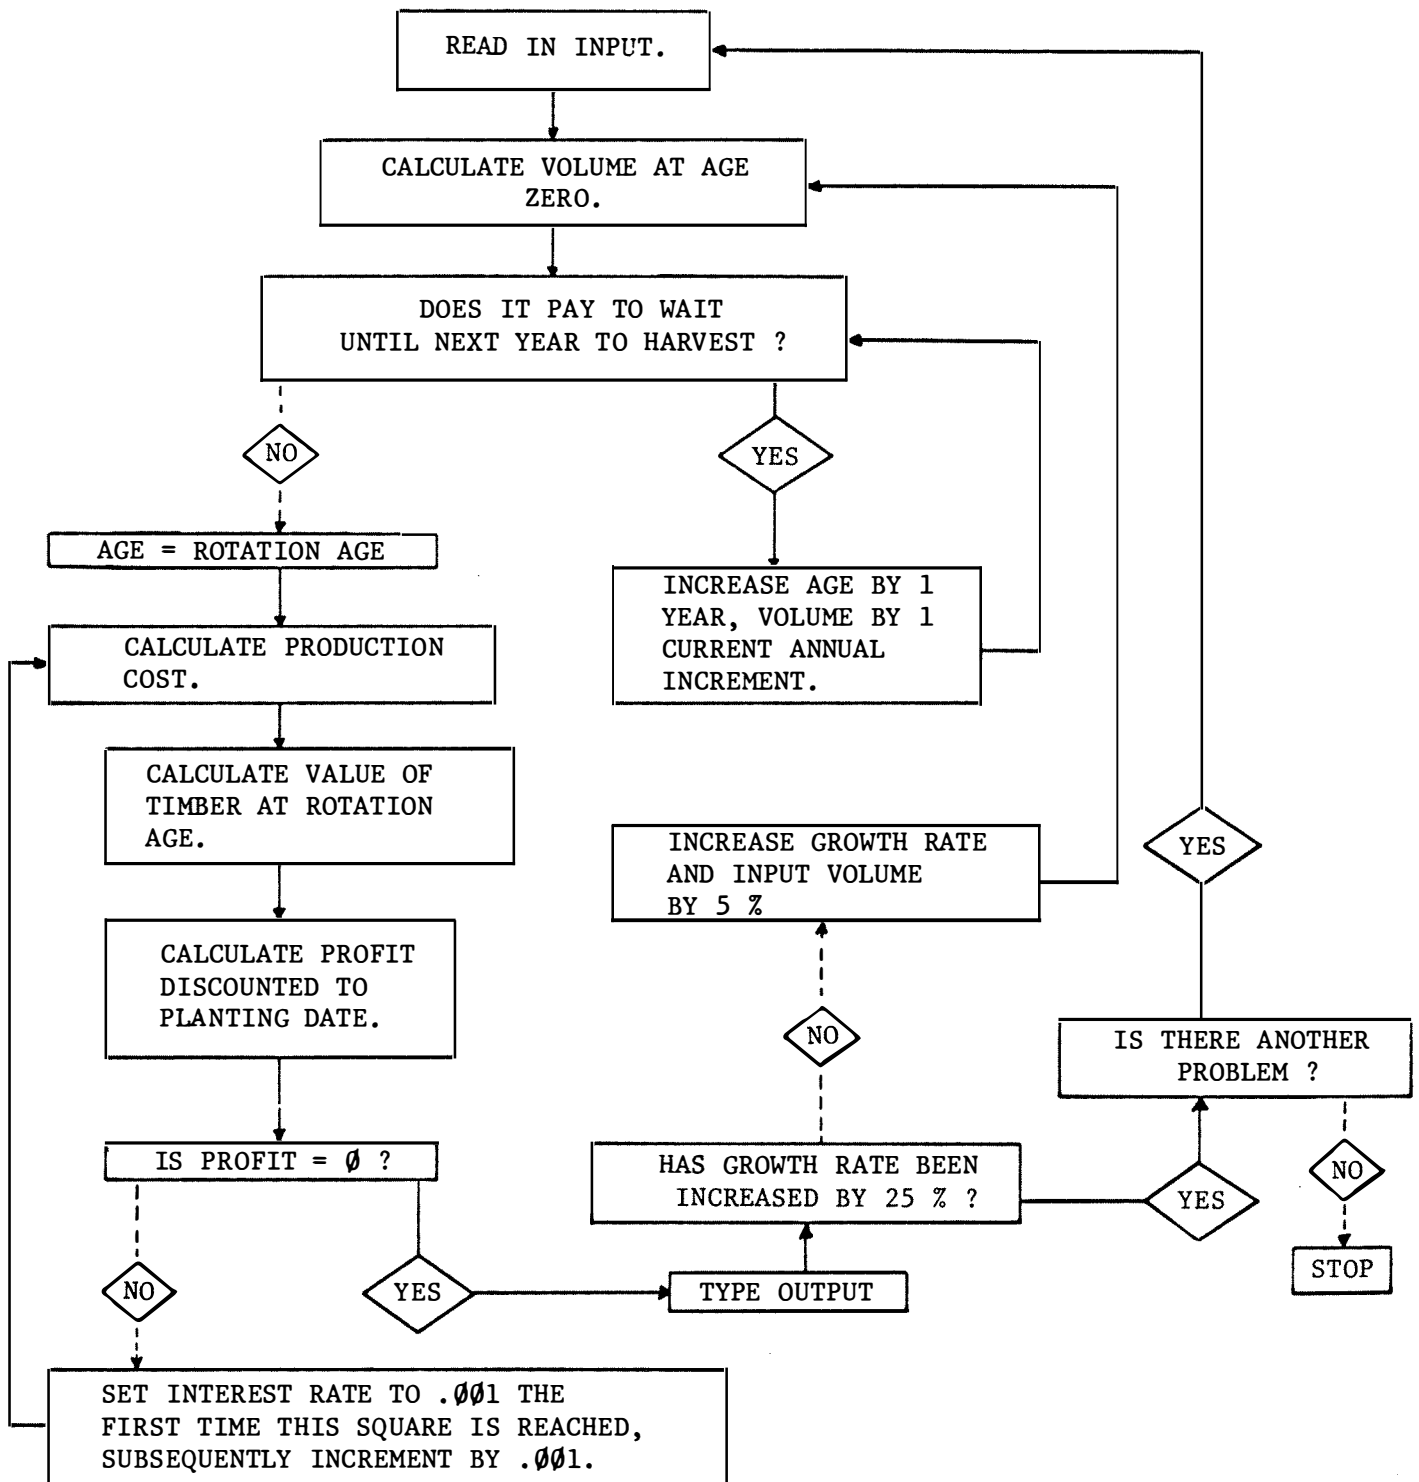 READ IN INPUT.
CALCULATE VOLUME AT AGE
ZERO.
DOES IT PAY TO WAIT
UNTIL NEXT YEAR TO HARVEST ?
NO
YES
AGE = ROTATION AGE
INCREASE AGE BY 1
YEAR, VOLUME BY 1
CURRENT ANNUAL
INCREMENT.
CALCULATE PRODUCTION
COST.
CALCULATE VALUE OF
TIMBER AT ROTATION
AGE.
INCREASE GROWTH RATE
AND INPUT VOLUME
BY 5 %
YES
CALCULATE PROFIT
DISCOUNTED TO
PLANTING DATE.
NO
IS THERE ANOTHER
PROBLEM ?
IS PROFIT = Ø ?
HAS GROWTH RATE BEEN
INCREASED BY 25 % ?
YES
NO
STOP
NO
YES
TYPE OUTPUT
SET INTEREST RATE TO .ØØ1 THE
FIRST TIME THIS SQUARE IS REACHED,
SUBSEQUENTLY INCREMENT BY .ØØ1.